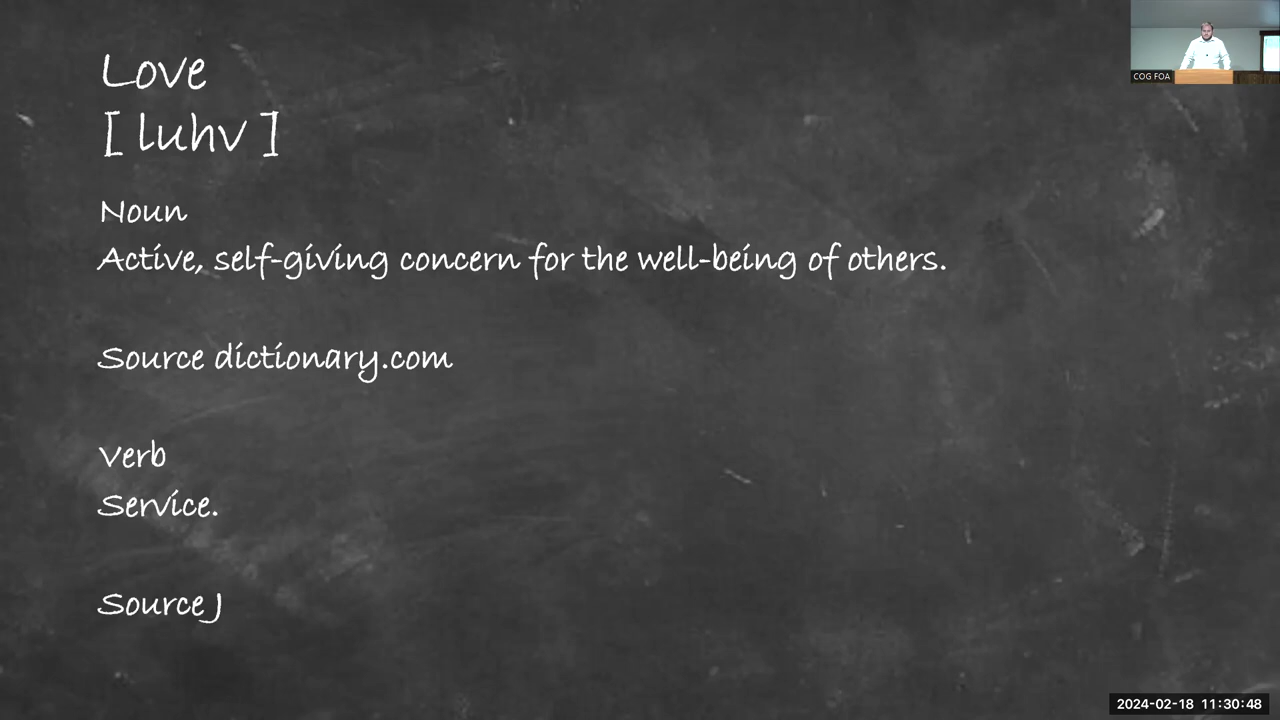 Love
[ luhv ]
Noun
Active, self-giving concern for the well-being of others.
Source dictionary.com
Verb
Service.
Source J
COG FOA
2024-02-18 11:30:48